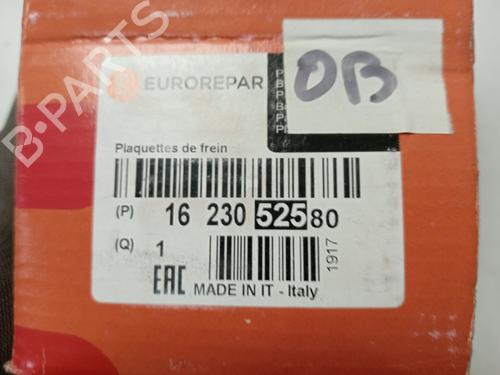 EUROREPAR
OB
Plaquettes de frein
(P) 16 230 525 80
(Q) 1
1917
EAC
MADE IN IT - Italy
B-PARTS